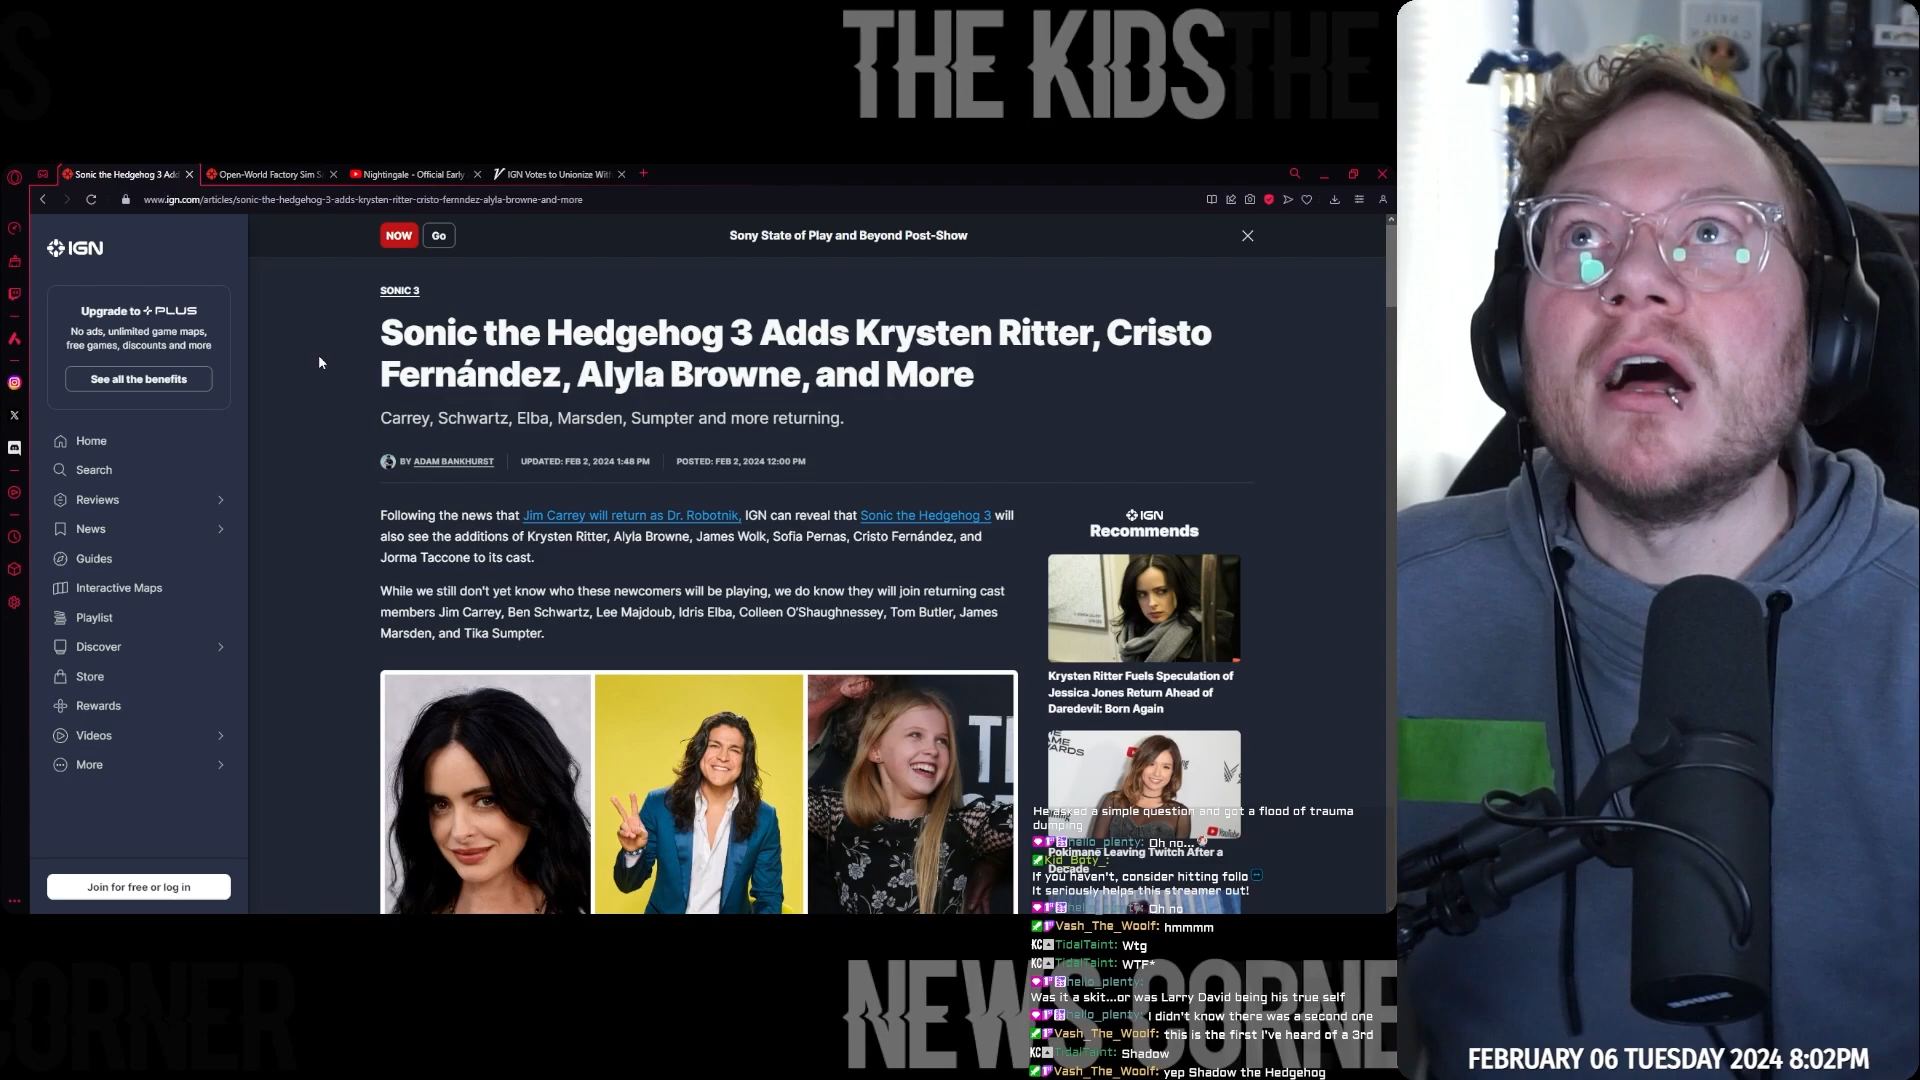 THE KIDS THE
S
Sonic the Hedgehog 3 Add
Open-World Factory Sim S
Nightingale - Official Early
IGN Votes to Unionize With
www.ign.com/articles/sonic-the-hedgehog-3-adds-krysten-ritter-cristo-fernndez-alyla-browne-and-more
IGN
NOW
Go
Sony State of Play and Beyond Post-Show
Upgrade to PLUS
No ads, unlimited game maps,
free games, discounts and more
See all the benefits
Home
Search
Reviews
News
Guides
Interactive Maps
Playlist
Discover
Store
Rewards
Videos
More
Join for free or log in
SONIC 3
Sonic the Hedgehog 3 Adds Krysten Ritter, Cristo
Fernández, Alyla Browne, and More
Carrey, Schwartz, Elba, Marsden, Sumpter and more returning.
BY ADAM BANKHURST
UPDATED: FEB 2, 2024 1:48 PM
POSTED: FEB 2, 2024 12:00 PM
Following the news that Jim Carrey will return as Dr. Robotnik, IGN can reveal that Sonic the Hedgehog 3 will
also see the additions of Krysten Ritter, Alyla Browne, James Wolk, Sofia Pernas, Cristo Fernández, and
Jorma Taccone to its cast.
While we still don't yet know who these newcomers will be playing, we do know they will join returning cast
members Jim Carrey, Ben Schwartz, Lee Majdoub, Idris Elba, Colleen O'Shaughnessey, Tom Butler, James
Marsden, and Tika Sumpter.
IGN
Recommends
Krysten Ritter Fuels Speculation of
Jessica Jones Return Ahead of
Daredevil: Born Again
Pokimane Leaving Twitch After a
Decade
He asked a simple question and got a flood of trauma
dumping
hello_plenty: Oh no...
Kid_Boty_:
If you haven't, consider hitting follo
It seriously helps this streamer out!
hello_plenty: Oh no
Vash_The_Woolf: hmmmm
TidalTaint: Wtg
TidalTaint: WTF*
hello_plenty:
Was it a skit...or was Larry David being his true self
hello_plenty: I didn't know there was a second one
Vash_The_Woolf: this is the first I've heard of a 3rd
TidalTaint: Shadow
Vash_The_Woolf: yep Shadow the Hedgehog
CORNER
NEWS CORNE
FEBRUARY 06 TUESDAY 2024 8:02PM